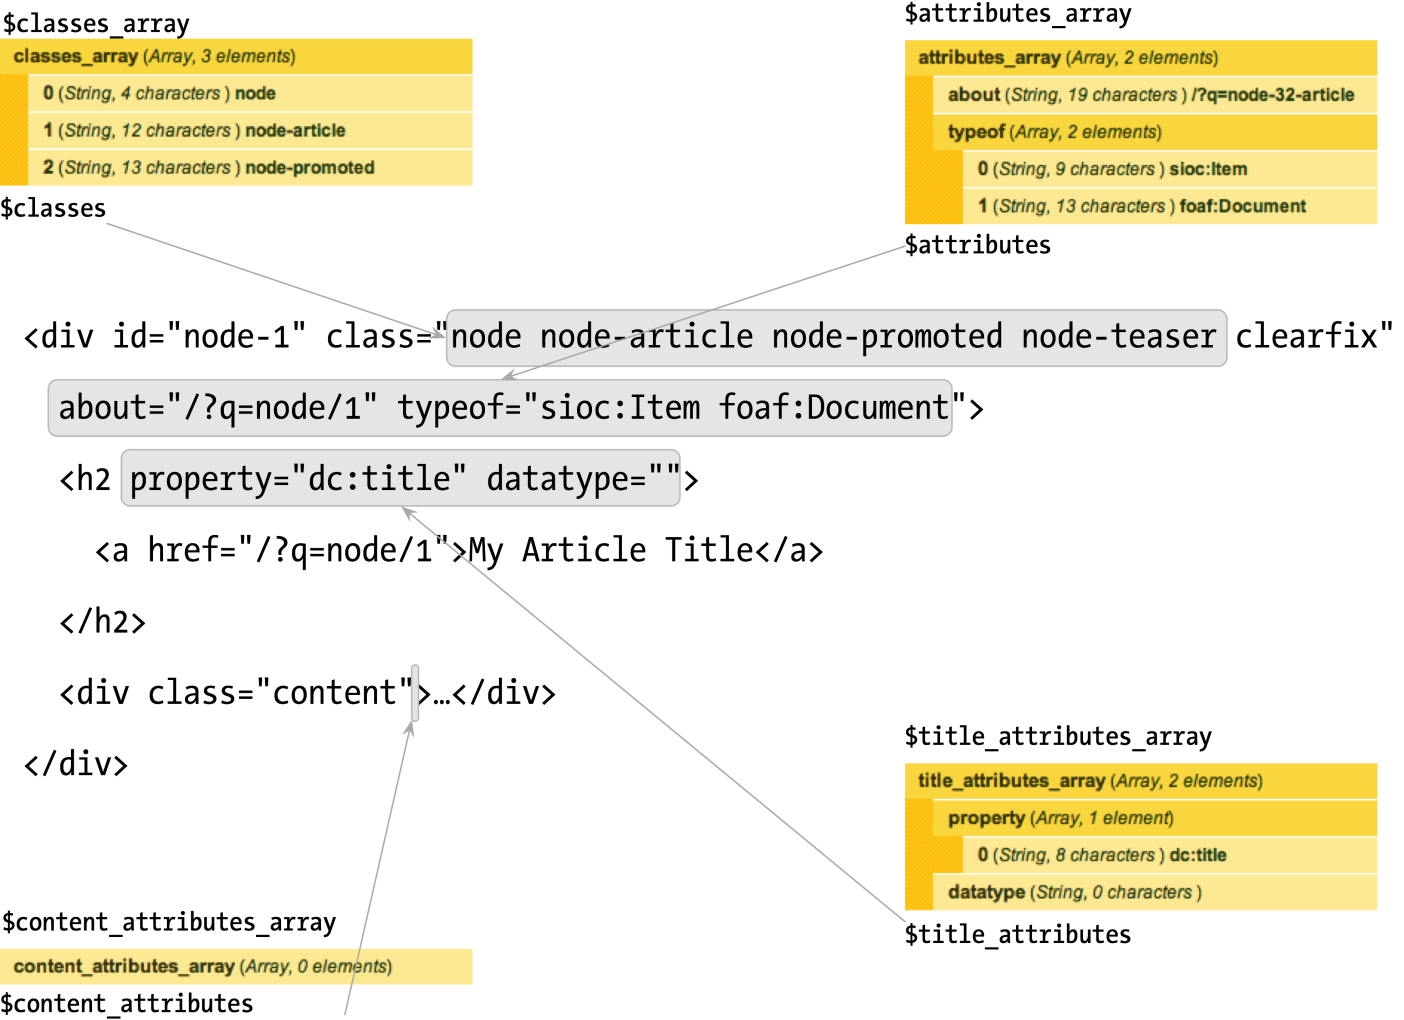 $classes_array
classes_array (Array, 3 elements)
0 (String, 4 characters ) node
1 (String, 12 characters ) node-article
2 (String, 13 characters ) node-promoted
$classes
$attributes_array
attributes_array (Array, 2 elements)
about (String, 19 characters ) /?q=node-32-article
typeof (Array, 2 elements)
0 (String, 9 characters ) sioc:Item
1 (String, 13 characters ) foaf:Document
$attributes
<div id="node-1" class="node node-article node-promoted node-teaser clearfix"
about="/?q=node/1" typeof="sioc:Item foaf:Document">
<h2 property="dc:title" datatype="">
<a href="/?q=node/1">My Article Title</a>
</h2>
<div class="content">…</div>
</div>
$title_attributes_array
title_attributes_array (Array, 2 elements)
property (Array, 1 element)
0 (String, 8 characters ) dc:title
datatype (String, 0 characters )
$title_attributes
$content_attributes_array
content_attributes_array (Array, 0 elements)
$content_attributes